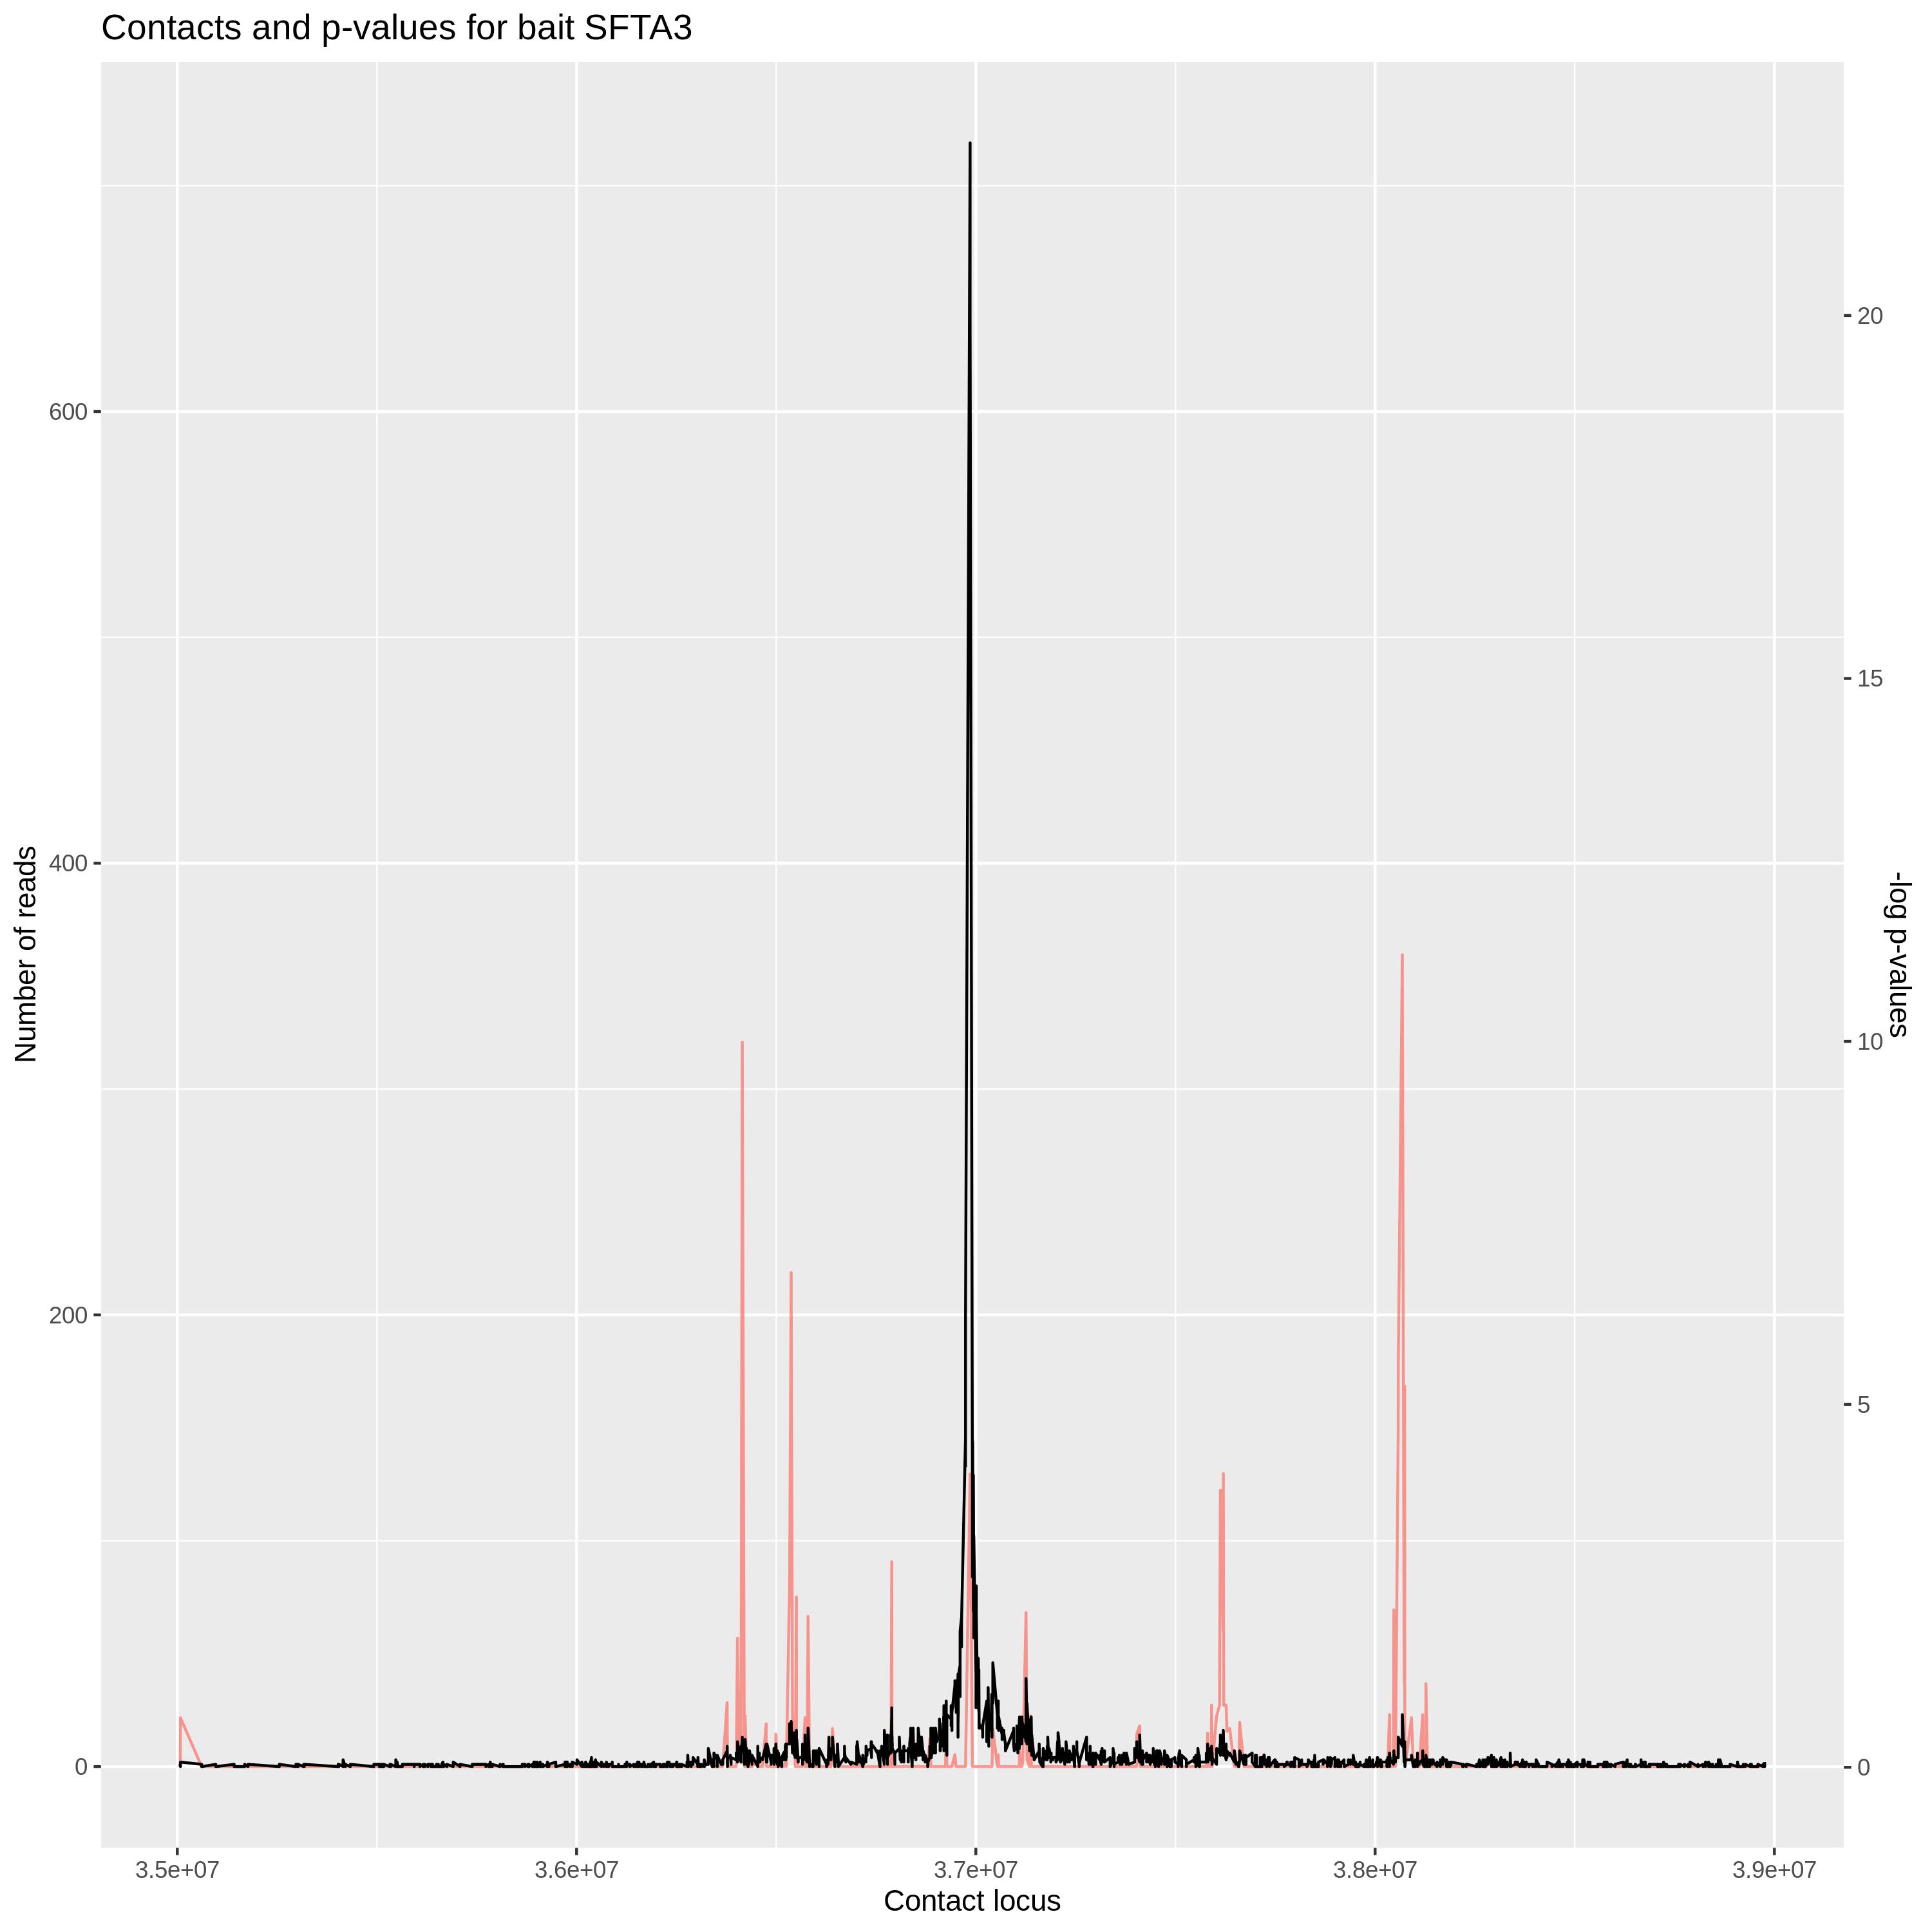 Contacts and p-values for bait SFTA3
Number of reads
600
400
200
0
20
15
10
5
0
-log p-values
3.5e+07
3.6e+07
3.7e+07
3.8e+07
3.9e+07
Contact locus